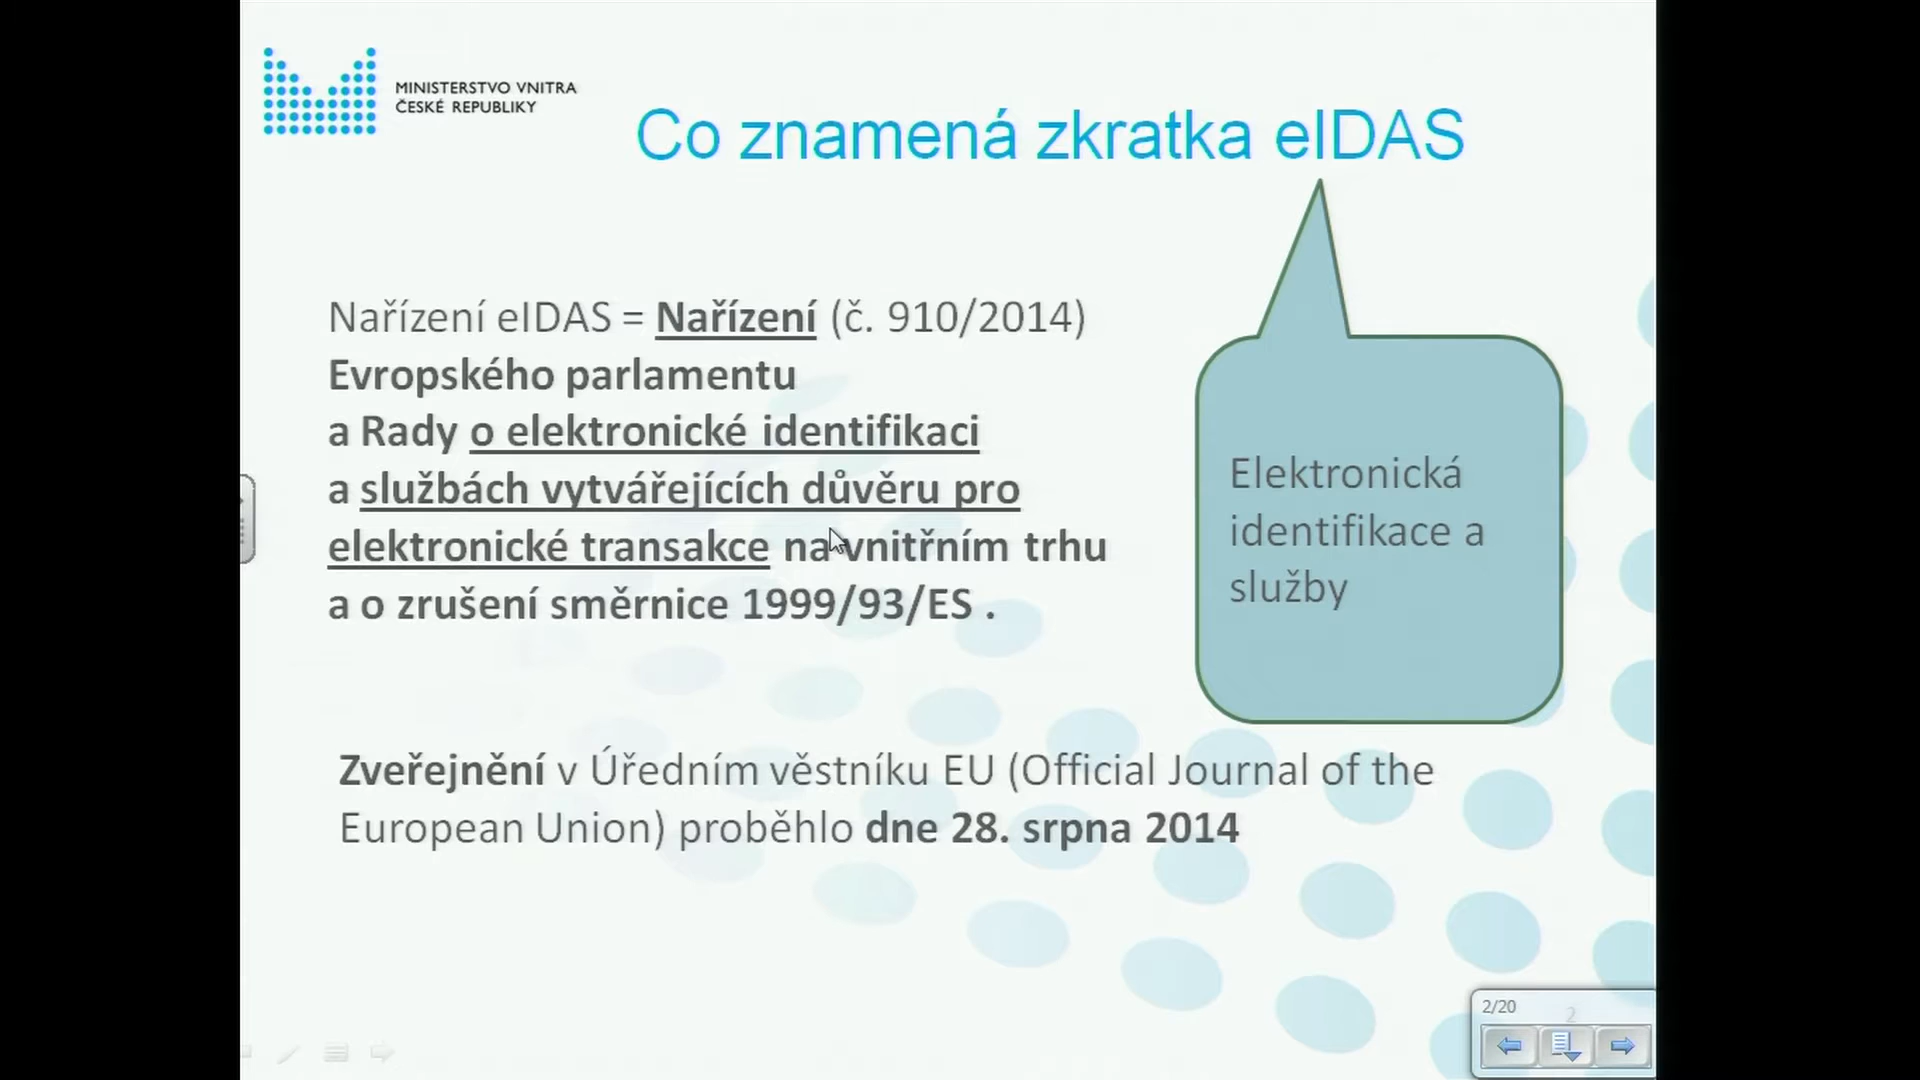 MINISTERSTVO VNITRA
ČESKÉ REPUBLIKY
Co znamená zkratka eIDAS
Nařízení eIDAS = Nařízení (č. 910/2014)
Evropského parlamentu
a Rady o elektronické identifikaci
a službách vytvářejících důvěru pro
elektronické transakce na vnitřním trhu
a o zrušení směrnice 1999/93/ES .
Elektronická
identifikace a
služby
Zveřejnění v Úředním věstníku EU (Official Journal of the
European Union) proběhlo dne 28. srpna 2014
2/20
2